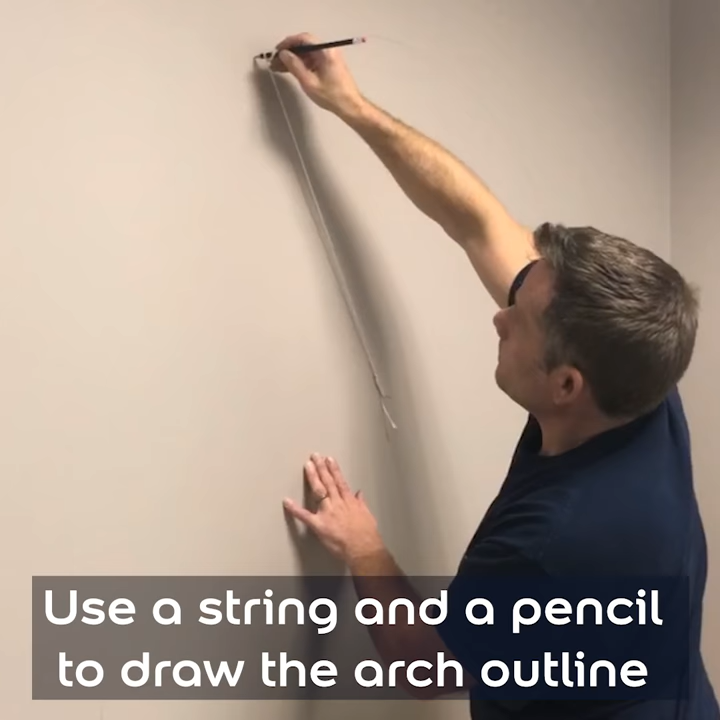 Use a string and a pencil
to draw the arch outline